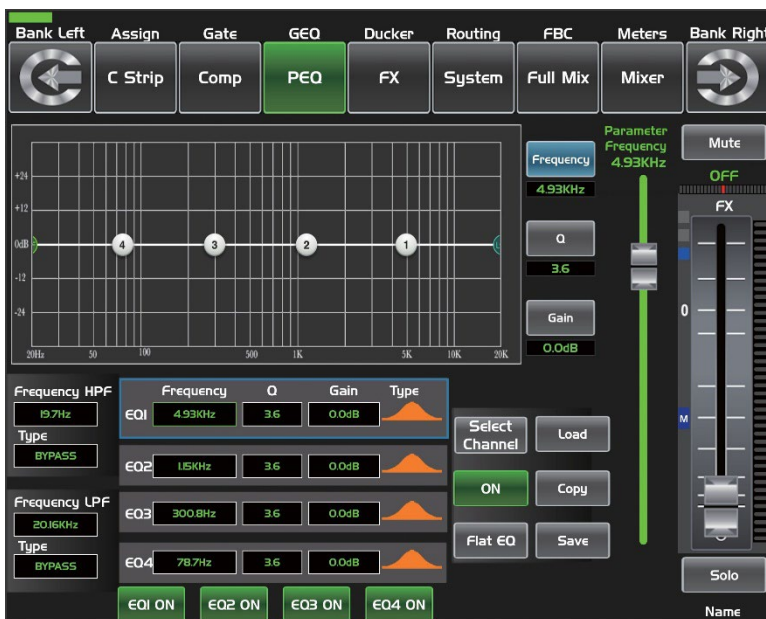 Bank Left Assign Gate GEQ Ducker Routing FBC Meters Bank Right
C Strip Comp PEQ FX System Full Mix Mixer
Parameter
Frequency
4.93KHz
Mute
OFF
FX
Frequency
4.93KHz
Q
3.6
Gain
0.0dB
+24
+12
0dB
-12
-24
4 3 2 1
20Hz 50 100 500 1K 5K 10K 20K
0
M
Frequency HPF
19.7Hz
Type
BYPASS
Frequency LPF
20.16KHz
Type
BYPASS
Frequency Q Gain Type
EQ1 4.93KHz 3.6 0.0dB
EQ2 1.15KHz 3.6 0.0dB
EQ3 300.8Hz 3.6 0.0dB
EQ4 78.7Hz 3.6 0.0dB
EQ1 ON EQ2 ON EQ3 ON EQ4 ON
Select
Channel
Load
ON
Copy
Flat EQ
Save
Solo
Name